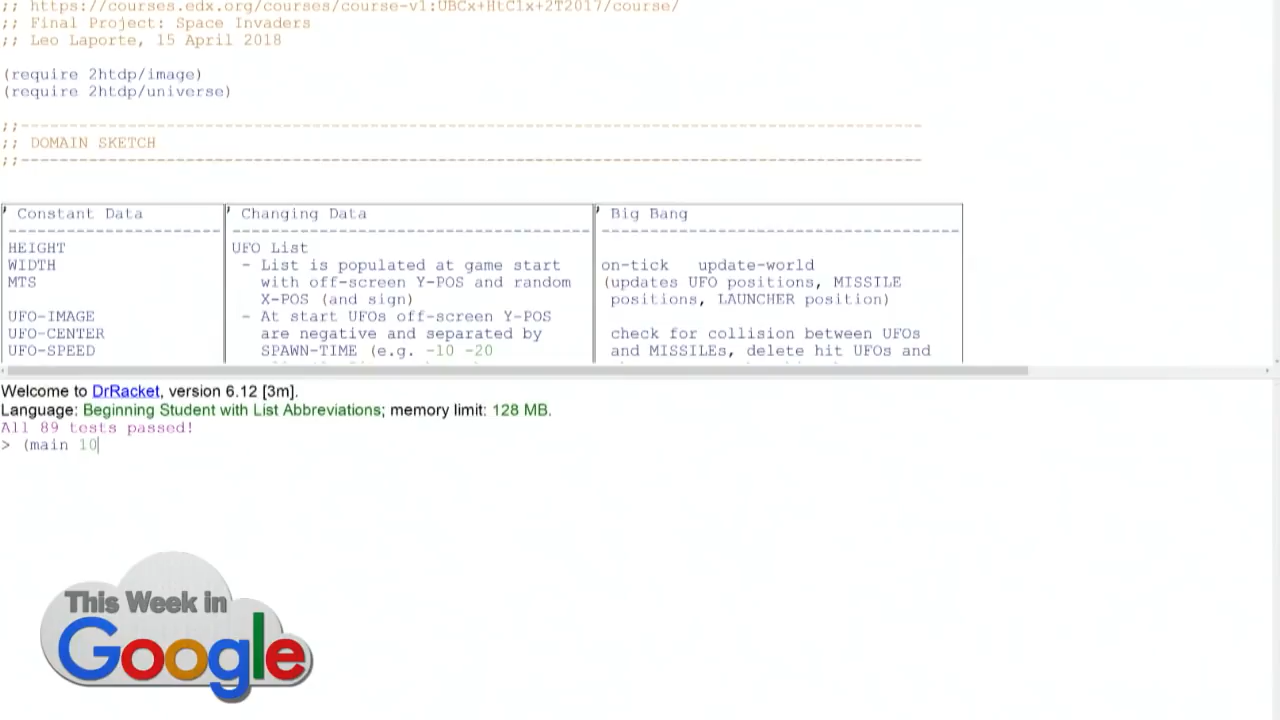 ;; https://courses.edx.org/courses/course-v1:UBCx+HtC1x+2T2017/course/
;; Final Project: Space Invaders
;; Leo Laporte, 15 April 2018
(require 2htdp/image)
(require 2htdp/universe)
;;-----------------------------------------------------------------------------------------------
;; DOMAIN SKETCH
;;-----------------------------------------------------------------------------------------------
' Constant Data
----------------------
HEIGHT
WIDTH
MTS
UFO-IMAGE
UFO-CENTER
UFO-SPEED
' Changing Data
-------------------------------------
UFO List
- List is populated at game start
with off-screen Y-POS and random
X-POS (and sign)
- At start UFOs off-screen Y-POS
are negative and separated by
SPAWN-TIME (e.g. -10 -20
' Big Bang
-------------------------------------
on-tick update-world
(updates UFO positions, MISSILE
positions, LAUNCHER position)
check for collision between UFOs
and MISSILEs, delete hit UFOs and
Welcome to DrRacket, version 6.12 [3m].
Language: Beginning Student with List Abbreviations; memory limit: 128 MB.
All 89 tests passed!
> (main 10
This Week in
Google